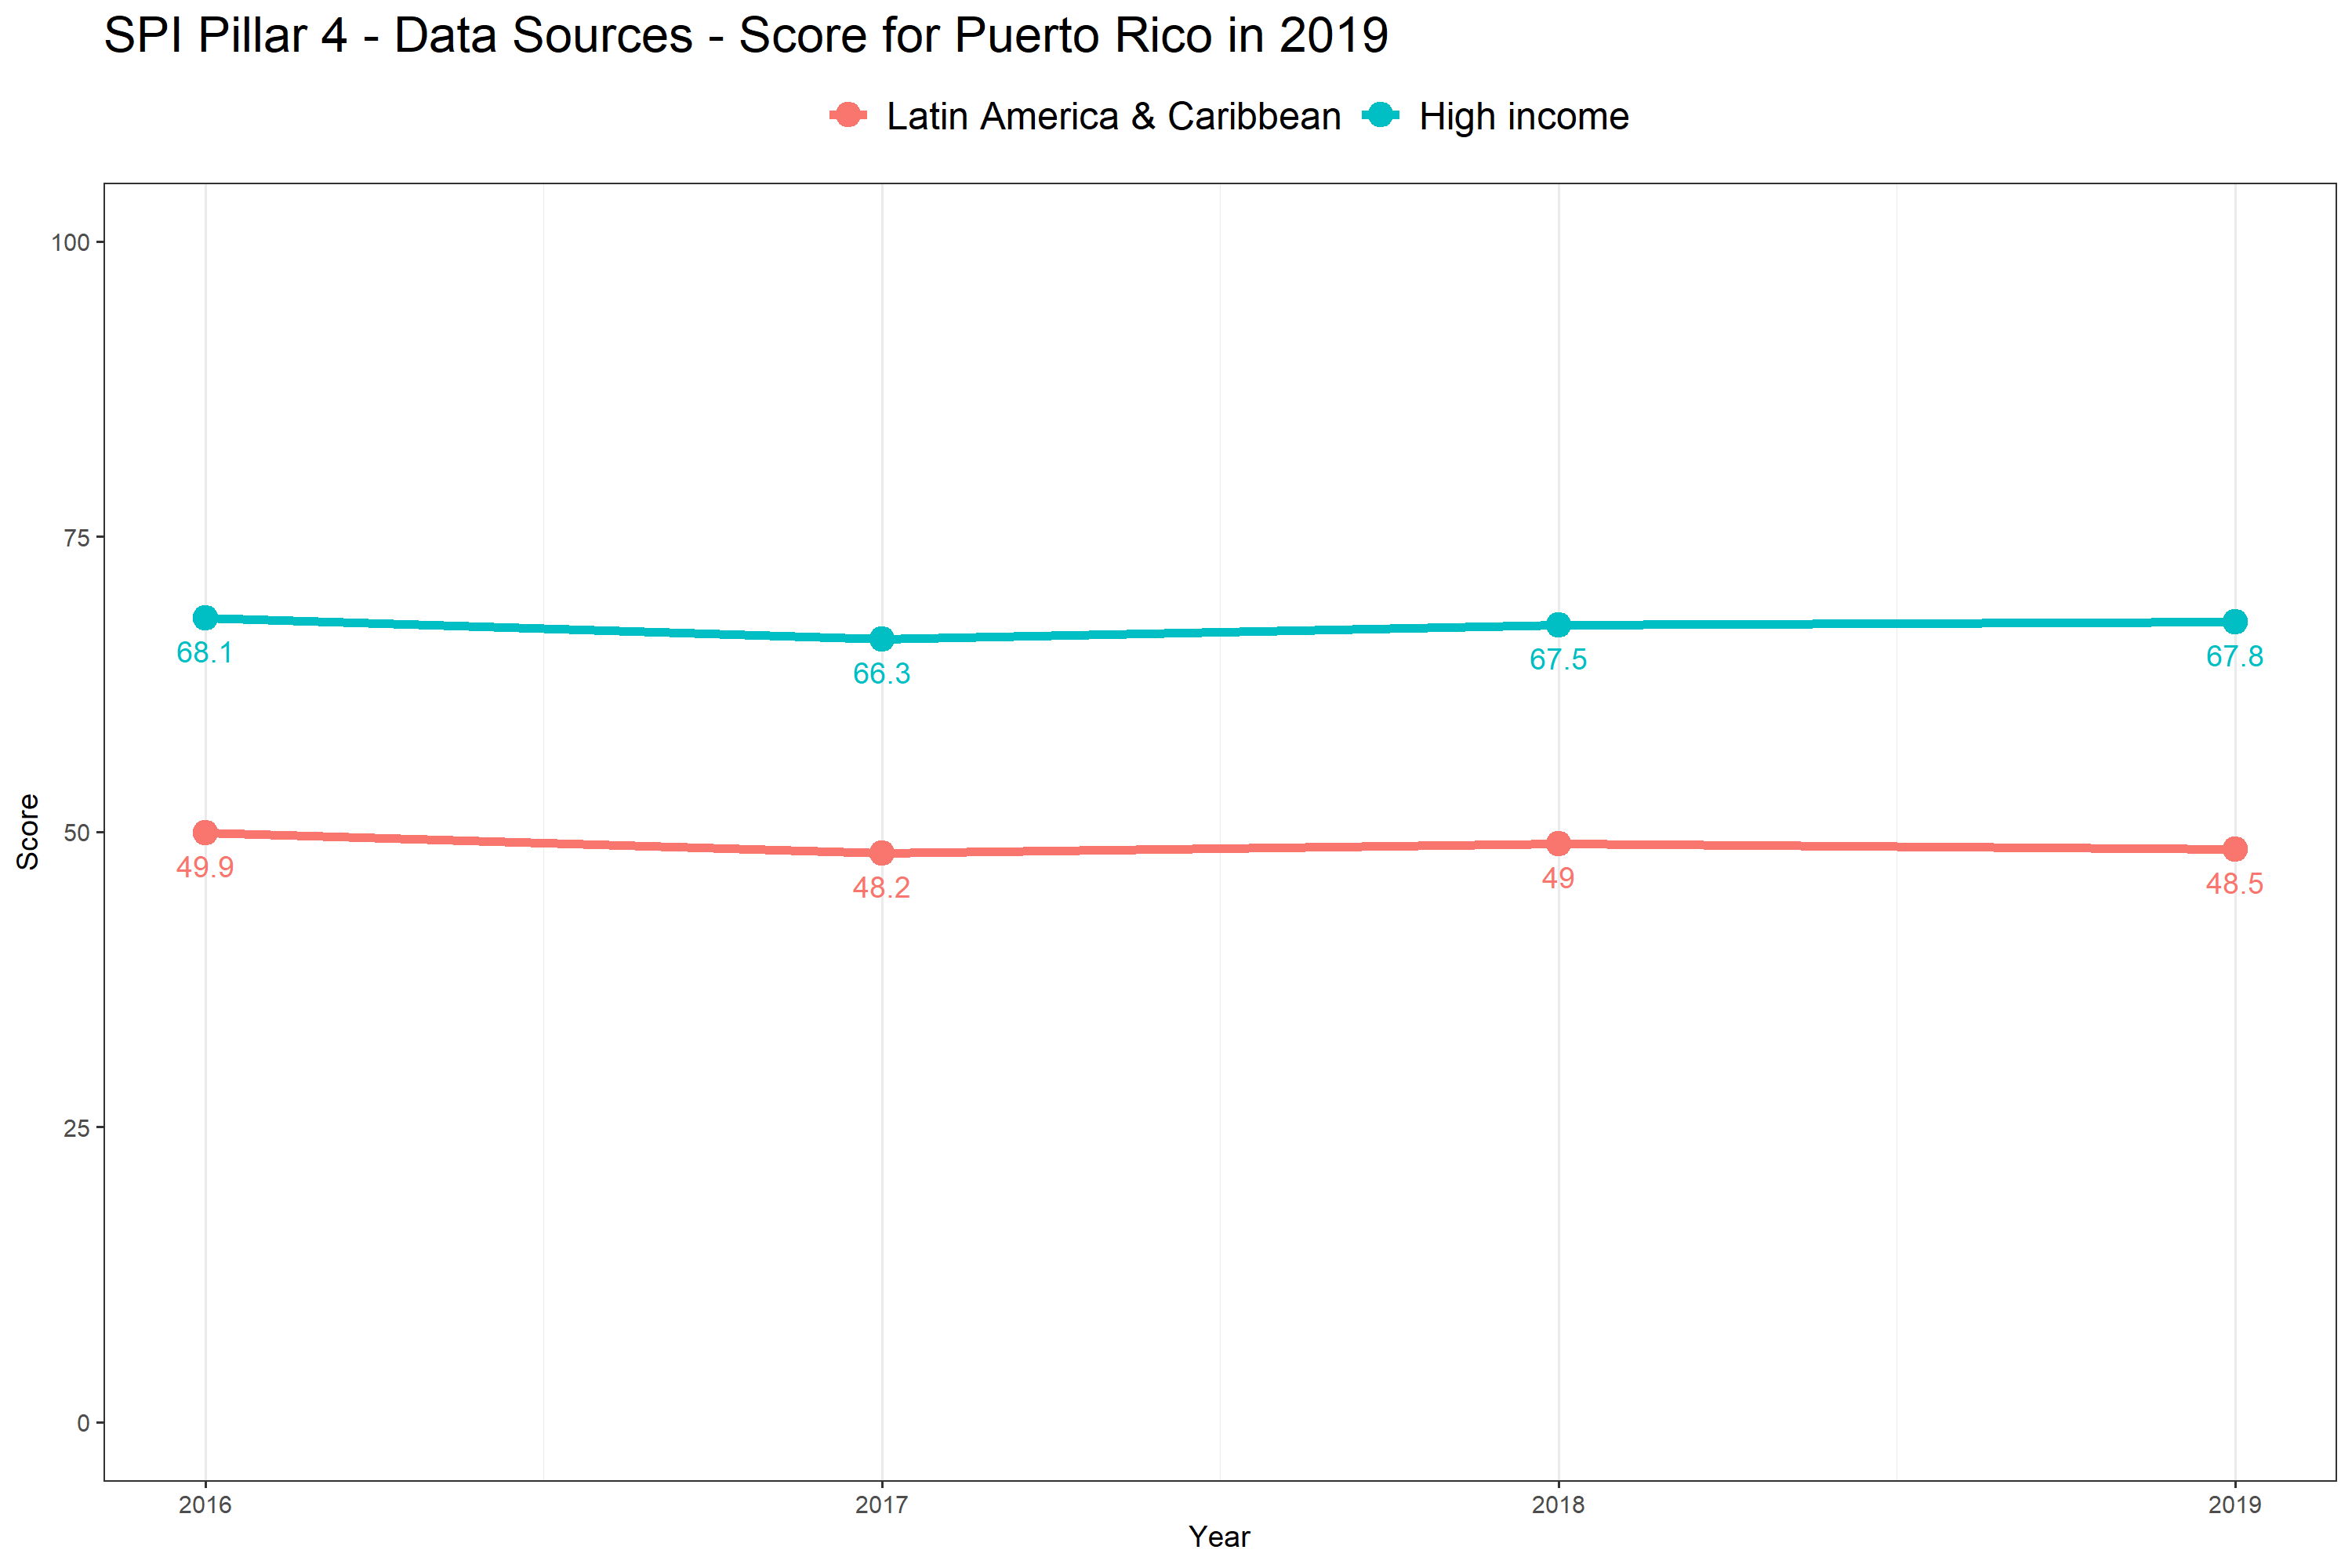 SPI Pillar 4 - Data Sources - Score for Puerto Rico in 2019
Latin America & Caribbean High income
100
75
50
25
0
Score
68.1
66.3
67.5
67.8
49.9
48.2
49
48.5
2016 2017 2018 2019
Year